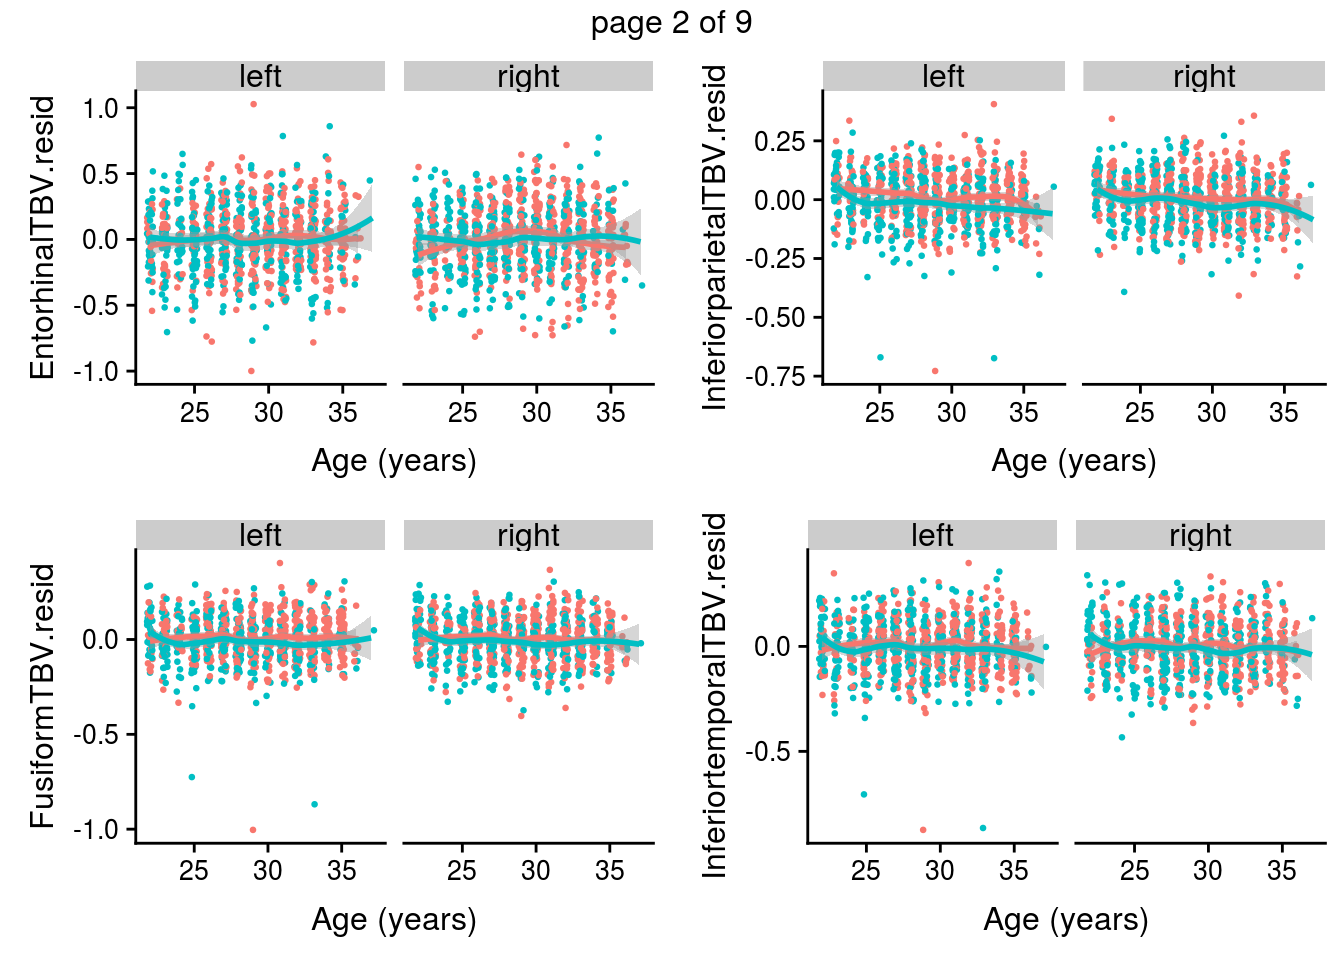 page 2 of 9
left
right
EntorhinalTBV.resid
1.0
0.5
0.0
-0.5
-1.0
25
30
35
25
30
35
Age (years)
left
right
InferiorparietalTBV.resid
0.25
0.00
-0.25
-0.50
-0.75
25
30
35
25
30
35
Age (years)
left
right
FusiformTBV.resid
0.0
-0.5
-1.0
25
30
35
25
30
35
Age (years)
left
right
InferiortemporalTBV.resid
0.0
-0.5
25
30
35
25
30
35
Age (years)